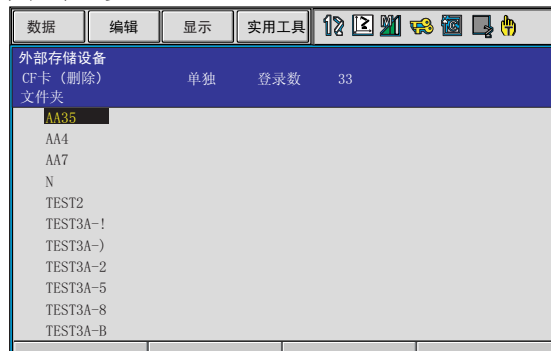 数据 编辑 显示 实用工具
外部存储设备
CF卡（删除） 单独 登录数 33
文件夹
AA35
AA4
AA7
N
TEST2
TEST3A-!
TEST3A-)
TEST3A-2
TEST3A-5
TEST3A-8
TEST3A-B